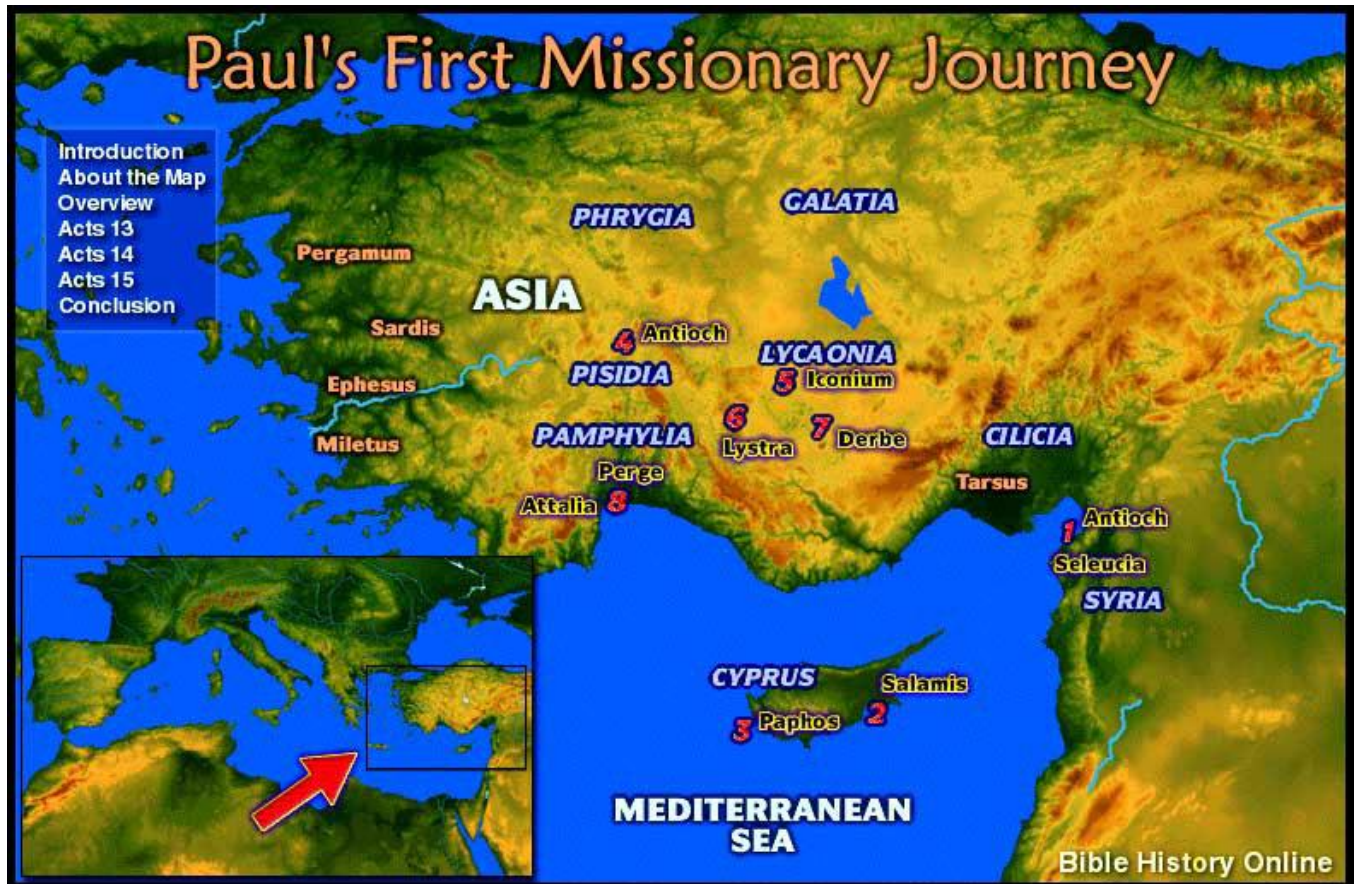 Paul's First Missionary Journey
Introduction
About the Map
Overview
Acts 13
Acts 14
Acts 15
Conclusion
PHRYGIA
GALATIA
Pergamum
ASIA
Sardis
4 Antioch
LYCAONIA
PISIDIA
5 Iconium
Ephesus
6
Lystra
7 Derbe
Miletus
PAMPHYLIA
CILICIA
Perge
Tarsus
Attalia 8
1 Antioch
Seleucia
SYRIA
CYPRUS
Salamis
2
3 Paphos
MEDITERRANEAN
SEA
Bible History Online